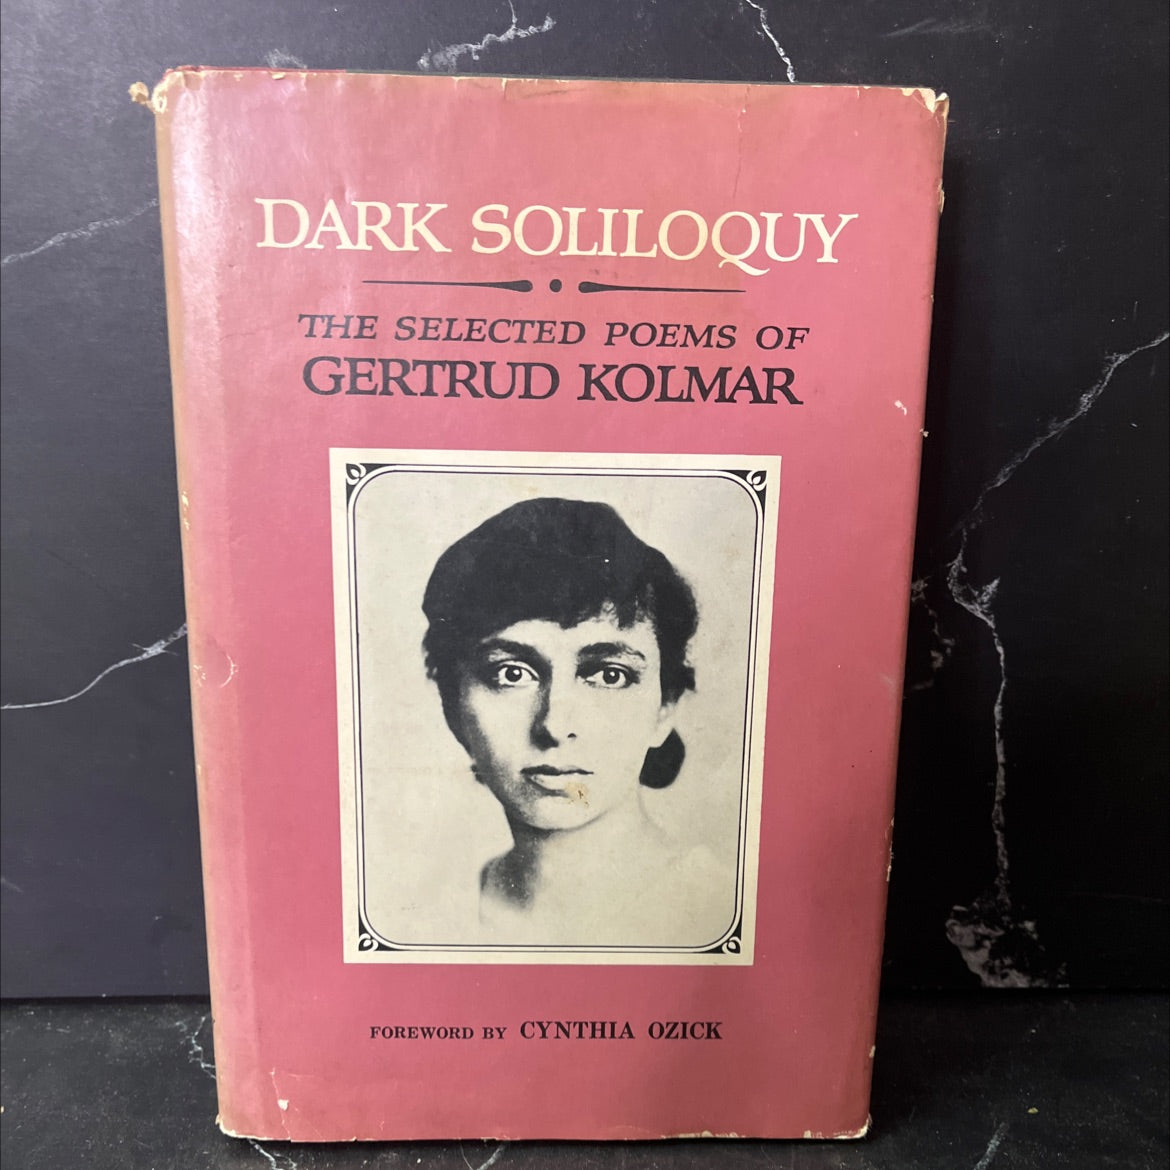 DARK SOLILOQUY
THE SELECTED POEMS OF
GERTRUD KOLMAR
FOREWORD BY CYNTHIA OZICK